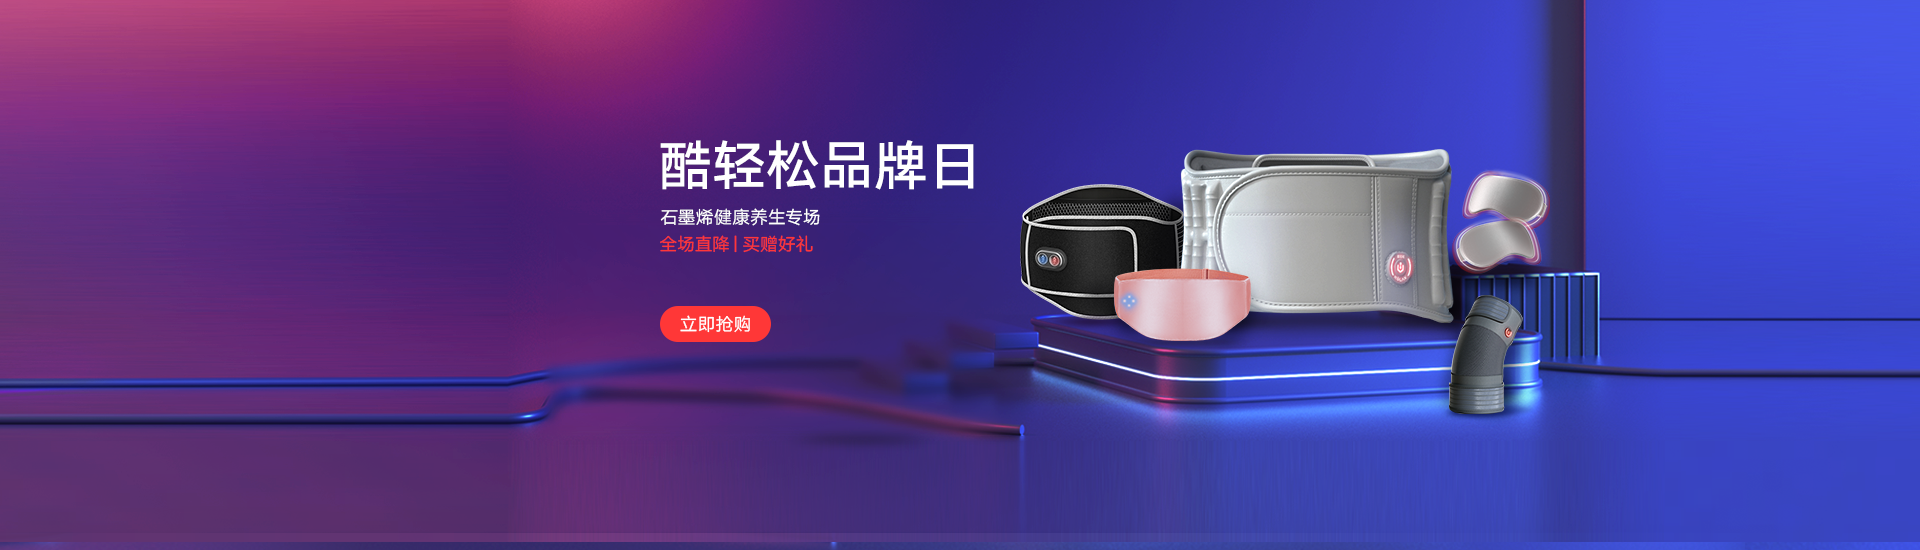 酷轻松品牌日
石墨烯健康养生专场
全场直降 | 买赠好礼
立即抢购